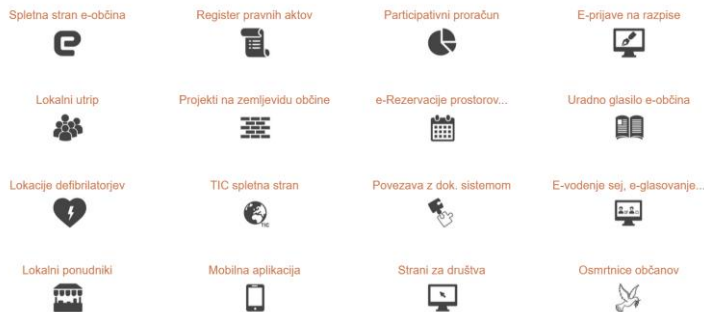 Spletna stran e-občina
Register pravnih aktov
Participativni proračun
E-prijave na razpise
Lokalni utrip
Projekti na zemljevidu občine
e-Rezervacije prostorov...
Uradno glasilo e-občina
Lokacije defibrilatorjev
TIC spletna stran
Povezava z dok. sistemom
E-vodenje sej, e-glasovanje...
TIC
Lokalni ponudniki
Mobilna aplikacija
Strani za društva
Osmrtnice občanov